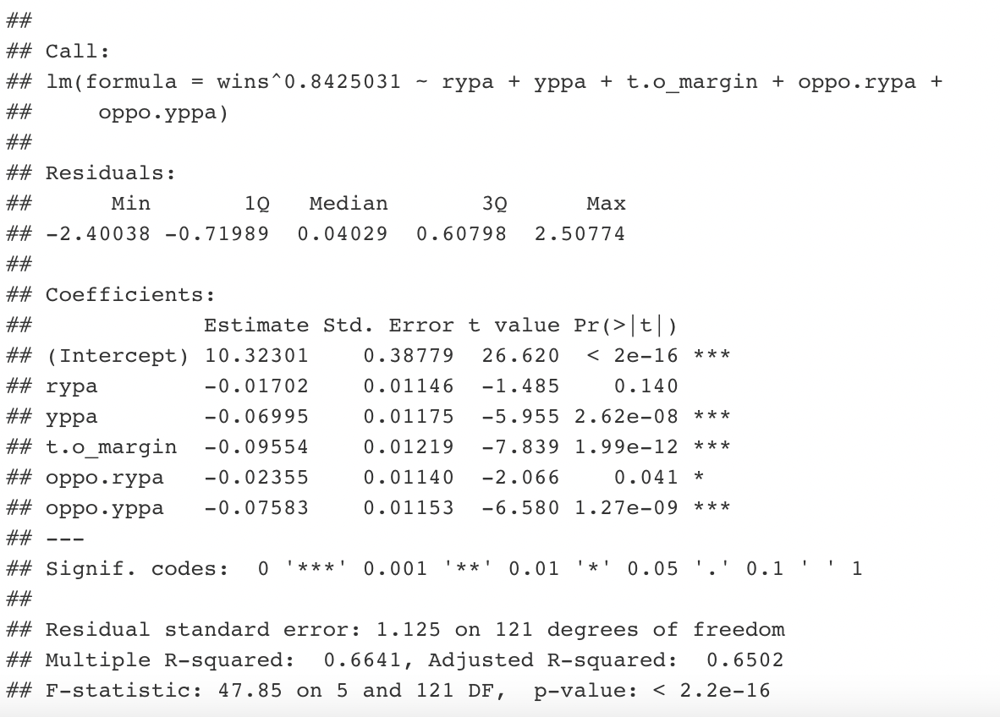 ##
## Call:
## lm(formula = wins^0.8425031 ~ rypa + yppa + t.o_margin + oppo.rypa +
##     oppo.yppa)
##
## Residuals:
##      Min       1Q   Median       3Q      Max
## -2.40038 -0.71989  0.04029  0.60798  2.50774
##
## Coefficients:
##             Estimate Std. Error t value Pr(>|t|)
## (Intercept) 10.32301    0.38779  26.620  < 2e-16 ***
## rypa        -0.01702    0.01146  -1.485    0.140
## yppa        -0.06995    0.01175  -5.955 2.62e-08 ***
## t.o_margin  -0.09554    0.01219  -7.839 1.99e-12 ***
## oppo.rypa   -0.02355    0.01140  -2.066    0.041 *
## oppo.yppa   -0.07583    0.01153  -6.580 1.27e-09 ***
## ---
## Signif. codes:  0 '***' 0.001 '**' 0.01 '*' 0.05 '.' 0.1 ' ' 1
##
## Residual standard error: 1.125 on 121 degrees of freedom
## Multiple R-squared:  0.6641, Adjusted R-squared:  0.6502
## F-statistic: 47.85 on 5 and 121 DF,  p-value: < 2.2e-16